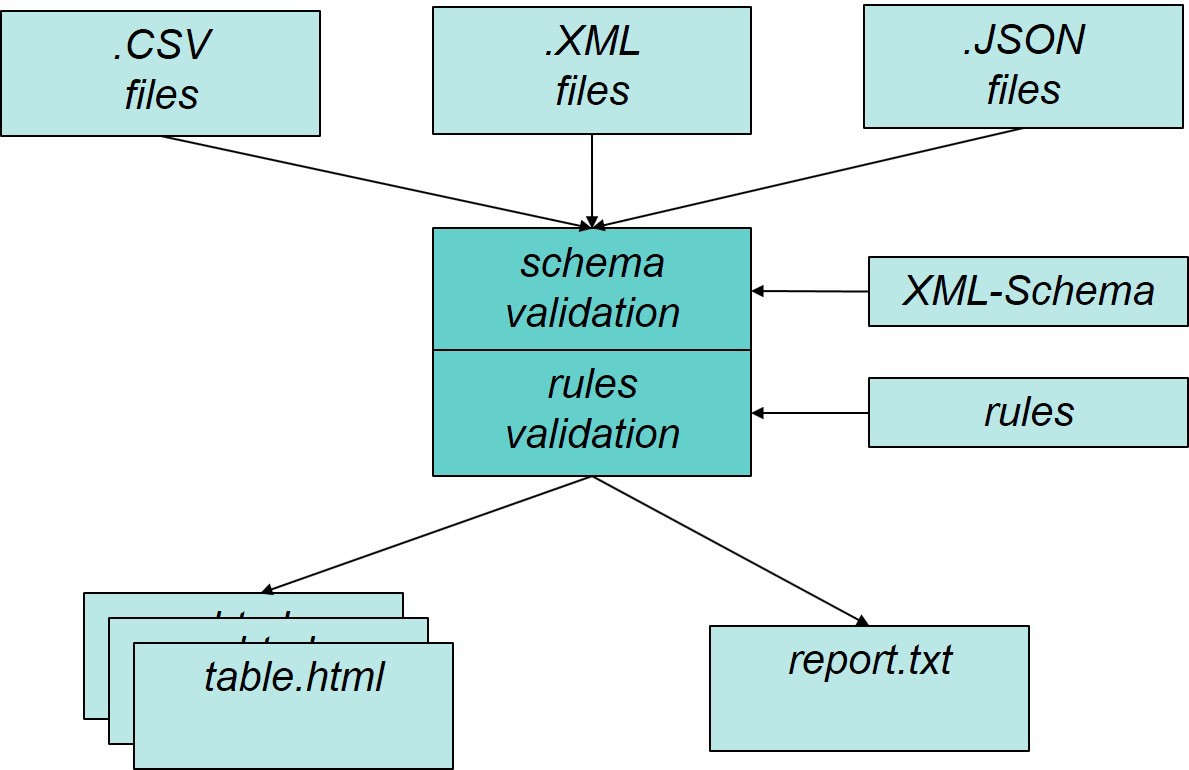 .CSV
files
.XML
files
.JSON
files
schema
validation
XML-Schema
rules
validation
rules
table.html
report.txt